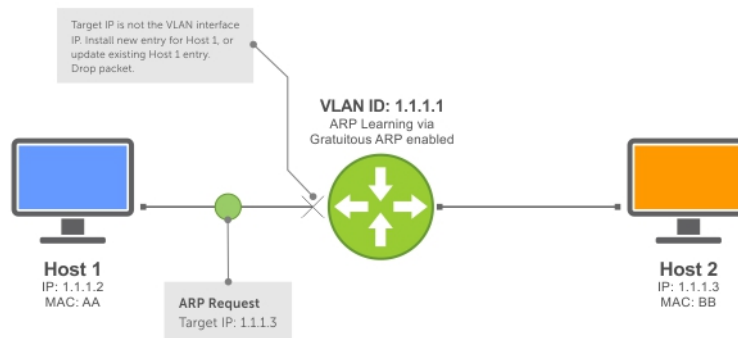 Target IP is not the VLAN interface
IP. Install new entry for Host 1, or
update existing Host 1 entry.
Drop packet.
VLAN ID: 1.1.1.1
ARP Learning via
Gratuitous ARP enabled
Host 1
IP: 1.1.1.2
MAC: AA
ARP Request
Target IP: 1.1.1.3
Host 2
IP: 1.1.1.3
MAC: BB